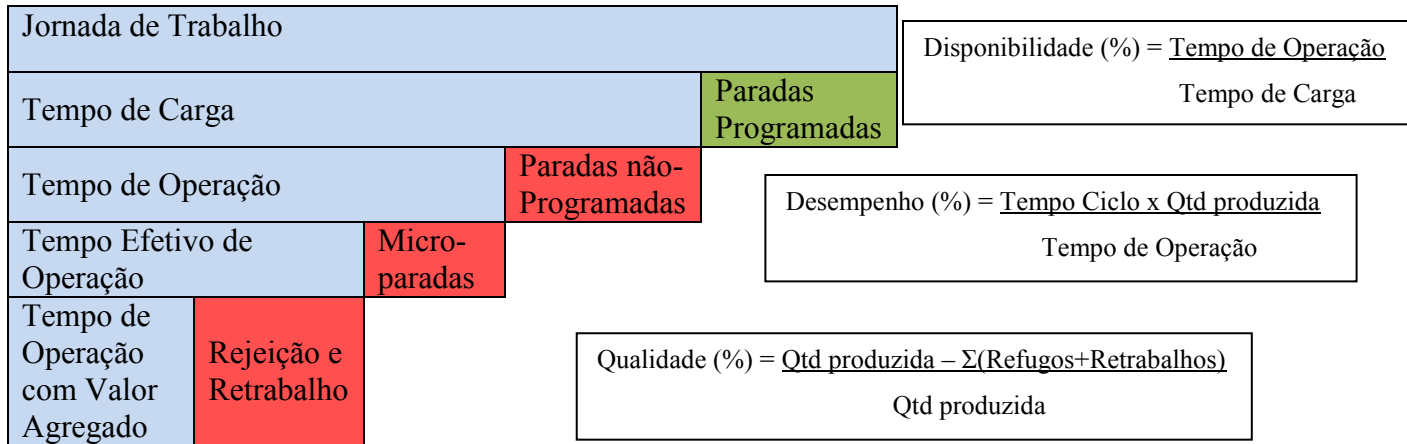 Jornada de Trabalho
Disponibilidade (%) = Tempo de Operação
Tempo de Carga
Tempo de Carga
Paradas
Programadas
Tempo de Operação
Paradas não-
Programadas
Desempenho (%) = Tempo Ciclo x Qtd produzida
Tempo de Operação
Tempo Efetivo de
Operação
Micro-
paradas
Tempo de
Operação
com Valor
Agregado
Rejeição e
Retrabalho
Qualidade (%) = Qtd produzida – Σ(Refugos+Retrabalhos)
Qtd produzida